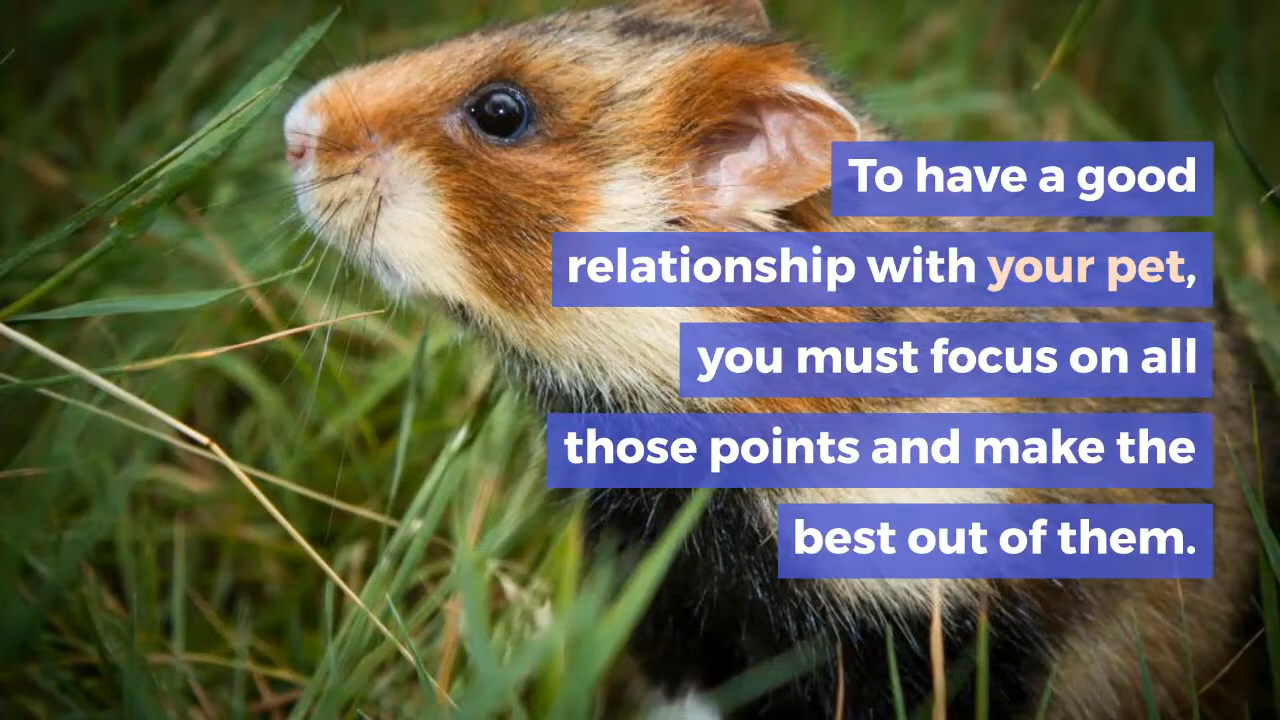 To have a good
relationship with your pet,
you must focus on all
those points and make the
best out of them.